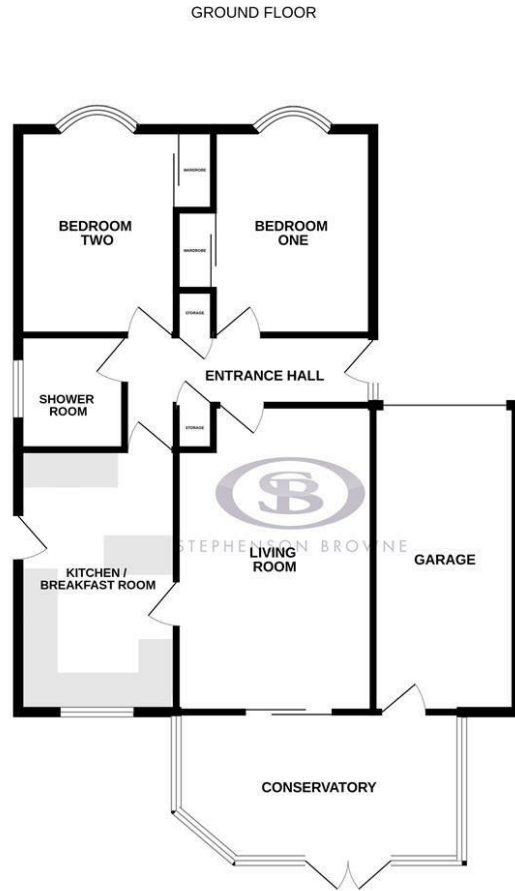 GROUND FLOOR
WARDROBE
BEDROOM
TWO
BEDROOM
ONE
WARDROBE
STORAGE
ENTRANCE HALL
SHOWER
ROOM
STORAGE
SB
STEPHENSON BROWNE
LIVING
ROOM
GARAGE
KITCHEN /
BREAKFAST ROOM
CONSERVATORY